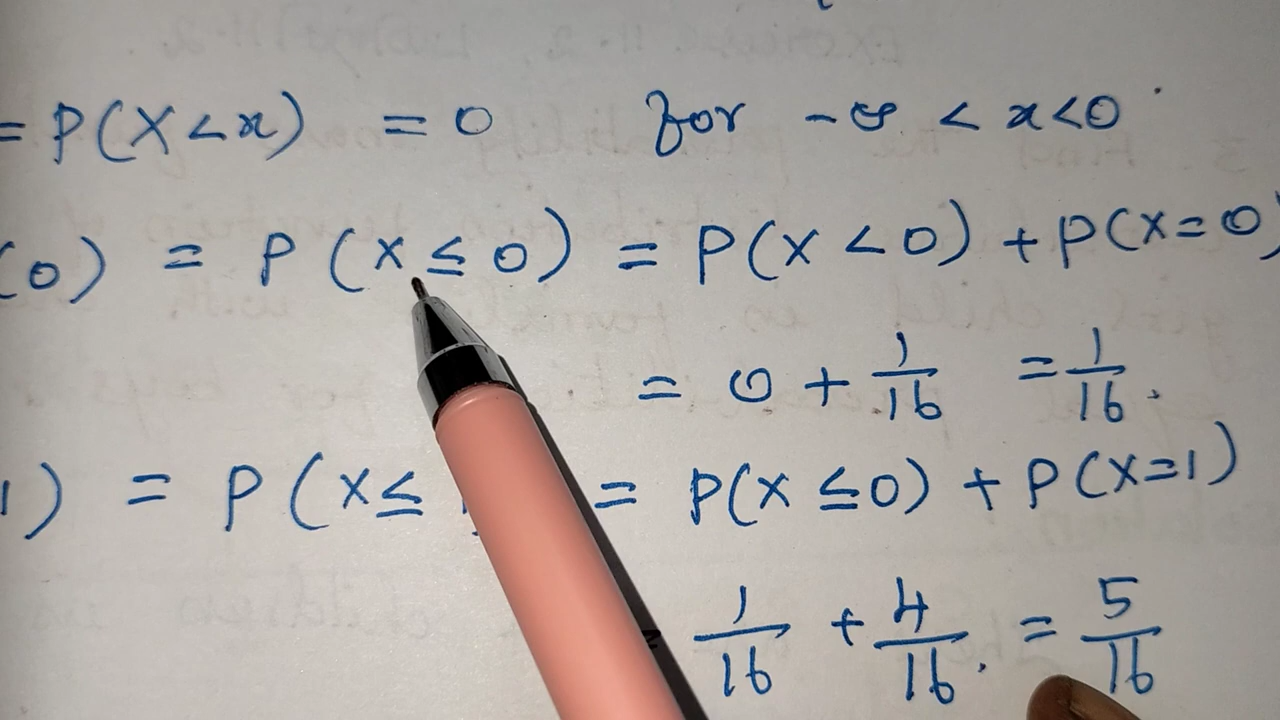 = P(X<x) = 0 for -∞ < x<0.
(0) = P(X≤0) = P(X<0) + P(X=0)
= 0 + 1/16 = 1/16.
1) = P(X≤ = P(X≤0) + P(X=1)
1/16 + 4/16. = 5/16